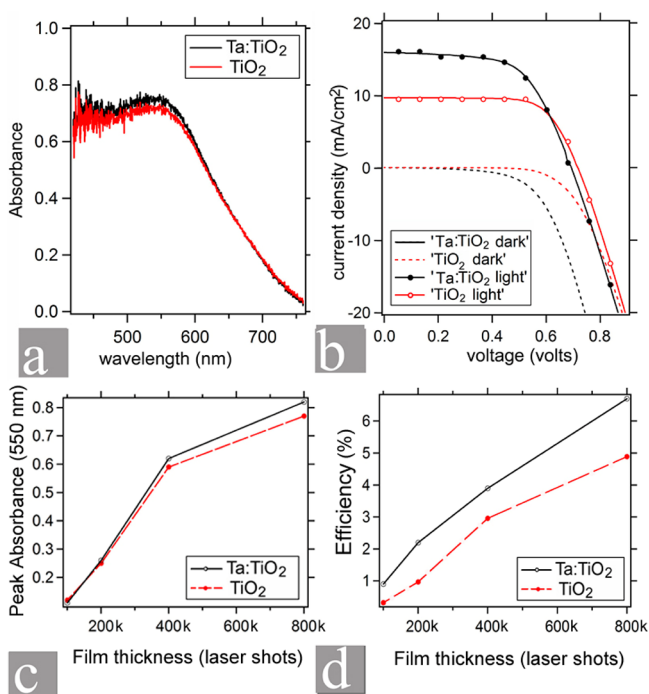 1.0
0.8
0.6
0.4
0.2
0.0
Absorbance
Ta:TiO₂
TiO₂
500
600
700
wavelength (nm)
a
20
10
0
-10
-20
current density (mA/cm²)
'Ta:TiO₂ dark'
'TiO₂ dark'
'Ta:TiO₂ light'
'TiO₂ light'
0.0
0.2
0.4
0.6
0.8
voltage (volts)
b
0.8
0.7
0.6
0.5
0.4
0.3
0.2
Peak Absorbance (550 nm)
Ta:TiO₂
TiO₂
200k
400k
600k
800k
Film thickness (laser shots)
c
6
5
4
3
2
1
Efficiency (%)
Ta:TiO₂
TiO₂
200k
400k
600k
800k
Film thickness (laser shots)
d